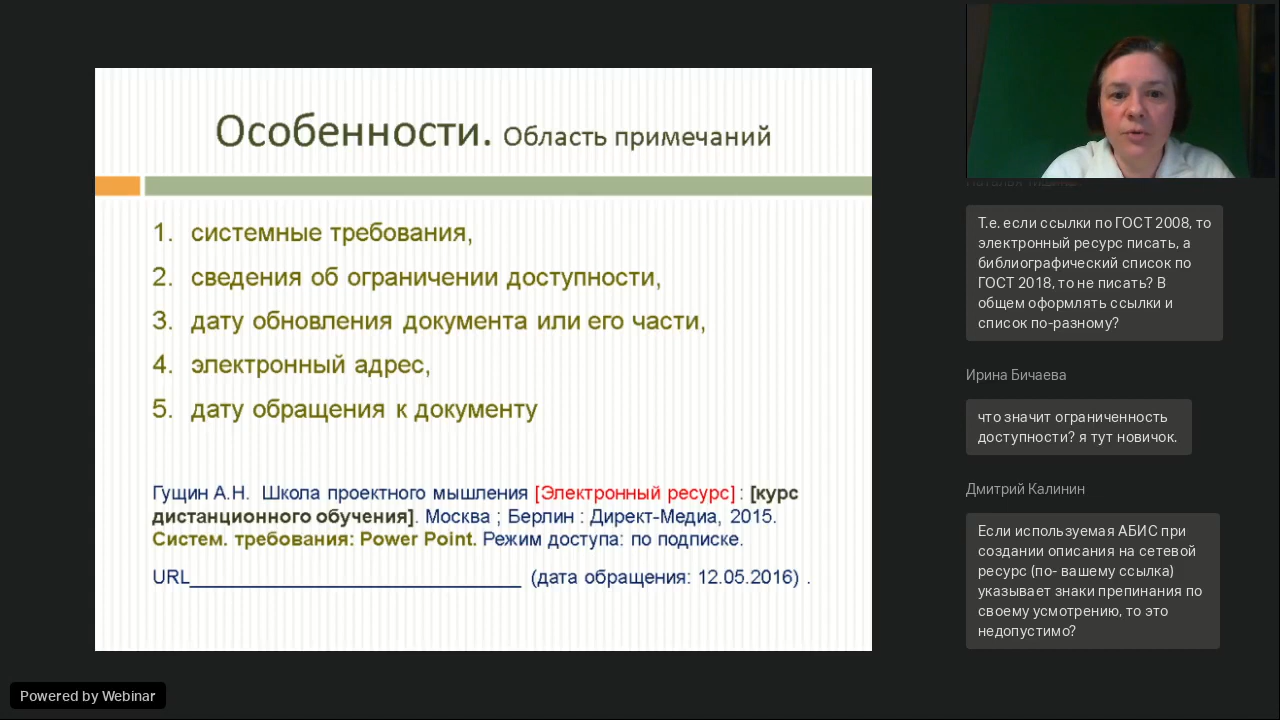 Особенности. Область примечаний
1. системные требования,
2. сведения об ограничении доступности,
3. дату обновления документа или его части,
4. электронный адрес,
5. дату обращения к документу
Гущин А.Н. Школа проектного мышления [Электронный ресурс] : [курс
дистанционного обучения]. Москва ; Берлин : Директ-Медиа, 2015.
Систем. требования: Power Point. Режим доступа: по подписке.
URL______________________________ (дата обращения: 12.05.2016) .
Т.е. если ссылки по ГОСТ 2008, то
электронный ресурс писать, а
библиографический список по
ГОСТ 2018, то не писать? В
общем оформлять ссылки и
список по-разному?
Ирина Бичаева
что значит ограниченность
доступности? я тут новичок.
Дмитрий Калинин
Если используемая АБИС при
создании описания на сетевой
ресурс (по- вашему ссылка)
указывает знаки препинания по
своему усмотрению, то это
недопустимо?
Powered by Webinar